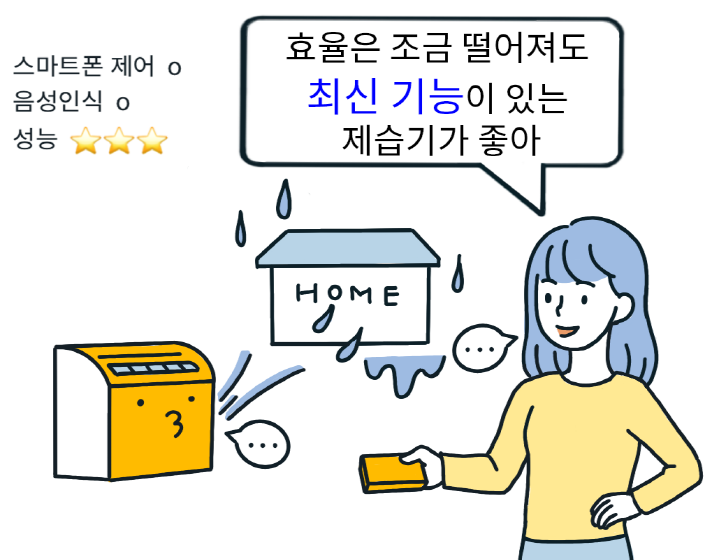 스마트폰 제어 o
음성인식 o
성능 ⭐⭐⭐
효율은 조금 떨어져도
최신 기능이 있는
제습기가 좋아
HOME
...
...